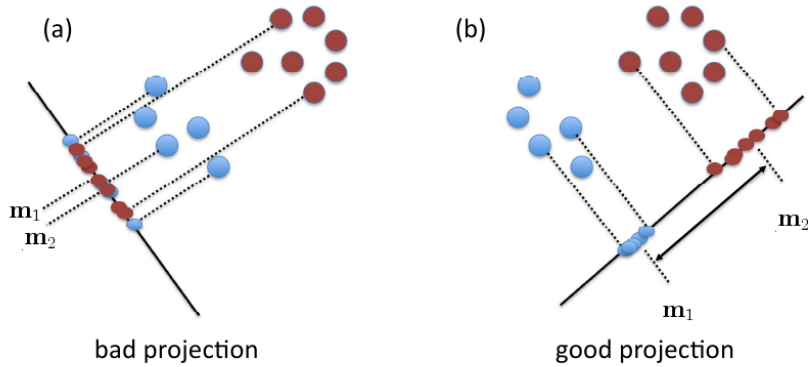 (a)
m₁
m₂
bad projection
(b)
m₂
m₁
good projection